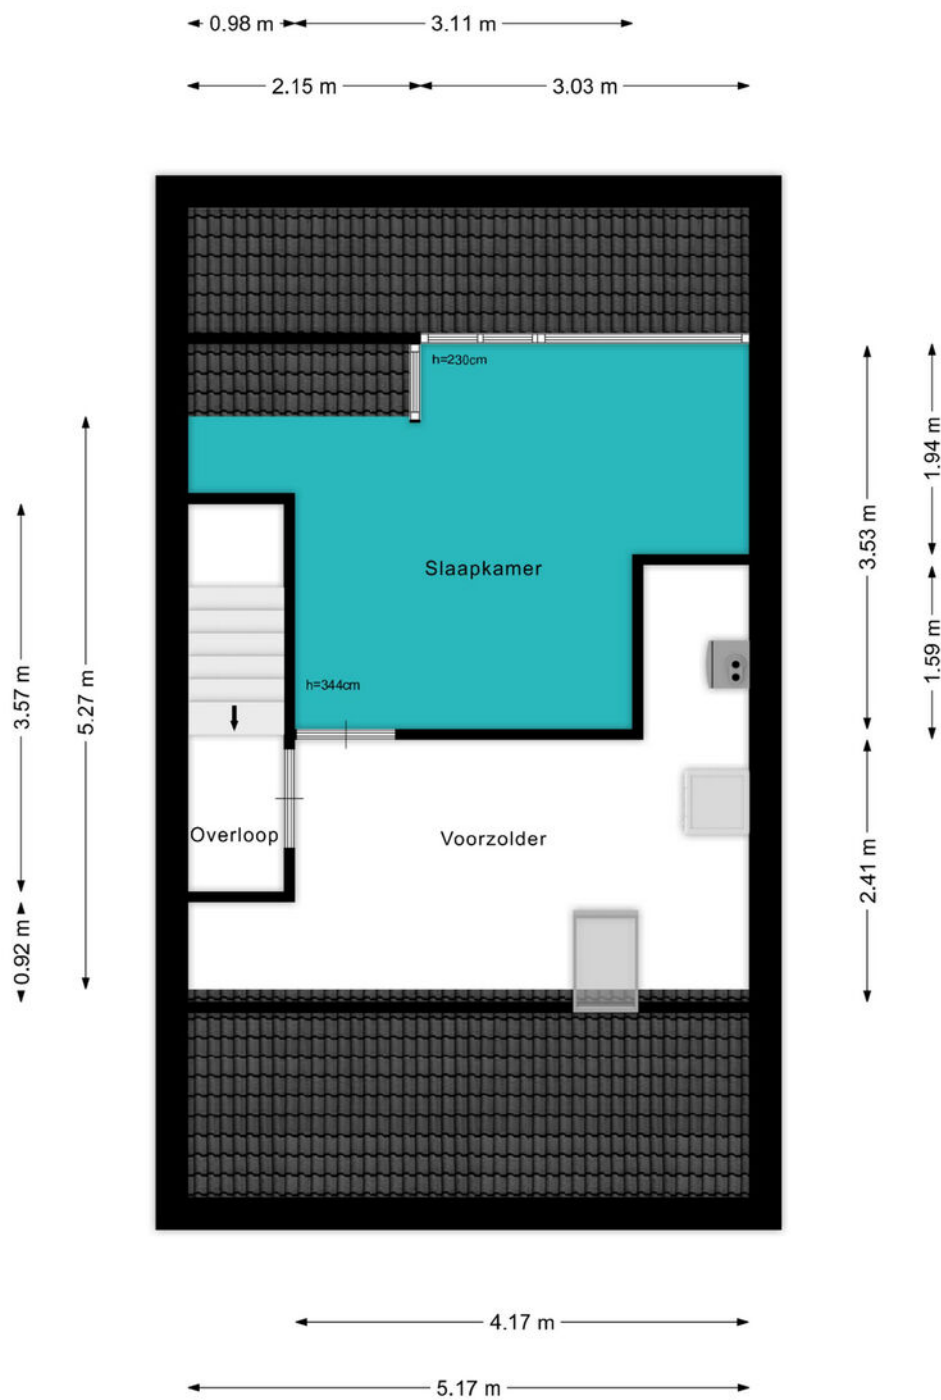 0.98 m
3.11 m
2.15 m
3.03 m
h=230cm
1.94 m
3.53 m
Slaapkamer
1.59 m
3.57 m
5.27 m
h=344cm
Overloop
Voorzolder
2.41 m
0.92 m
4.17 m
5.17 m